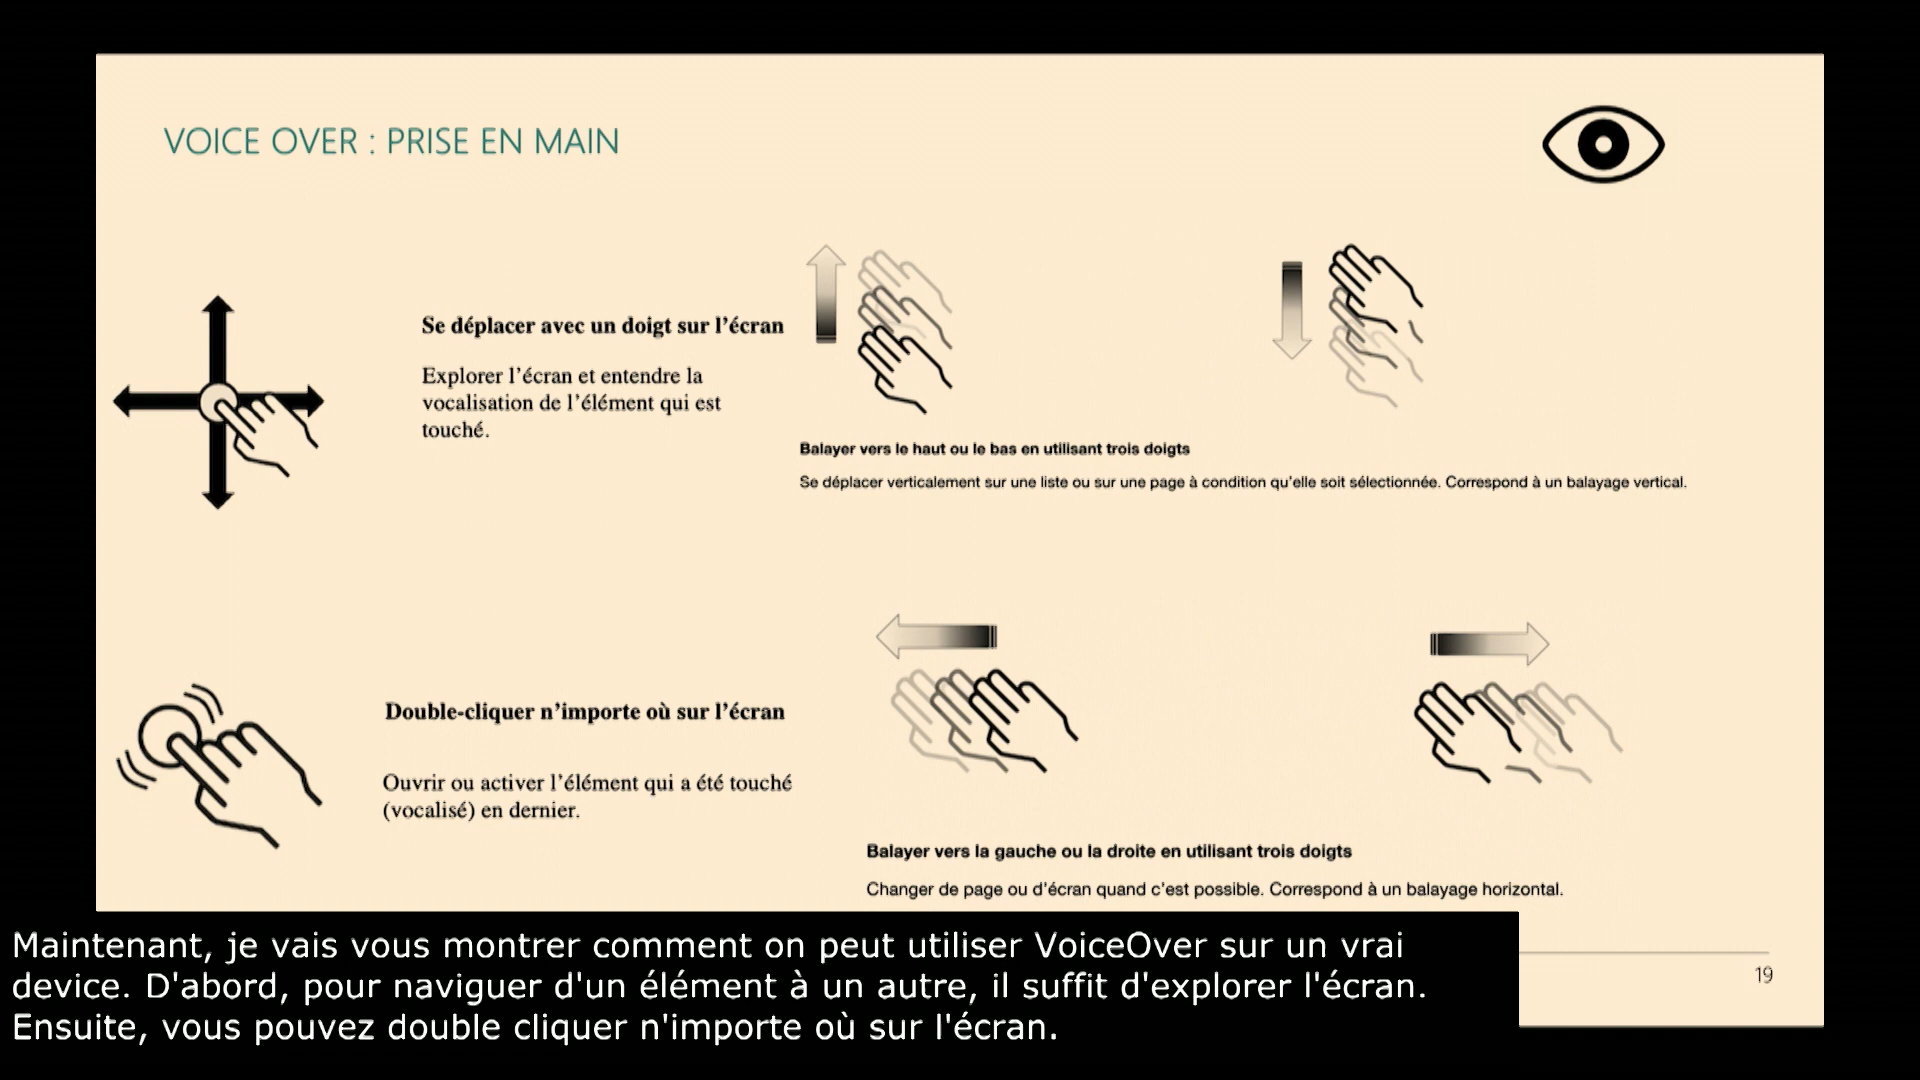 VOICE OVER : PRISE EN MAIN
Se déplacer avec un doigt sur l'écran
Explorer l'écran et entendre la
vocalisation de l'élément qui est
touché.
Balayer vers le haut ou le bas en utilisant trois doigts
Se déplacer verticalement sur une liste ou sur une page à condition qu'elle soit sélectionnée. Correspond à un balayage vertical.
Double-cliquer n'importe où sur l'écran
Ouvrir ou activer l'élément qui a été touché
(vocalisé) en dernier.
Balayer vers la gauche ou la droite en utilisant trois doigts
Changer de page ou d'écran quand c'est possible. Correspond à un balayage horizontal.
19
Maintenant, je vais vous montrer comment on peut utiliser VoiceOver sur un vrai
device. D'abord, pour naviguer d'un élément à un autre, il suffit d'explorer l'écran.
Ensuite, vous pouvez double cliquer n'importe où sur l'écran.